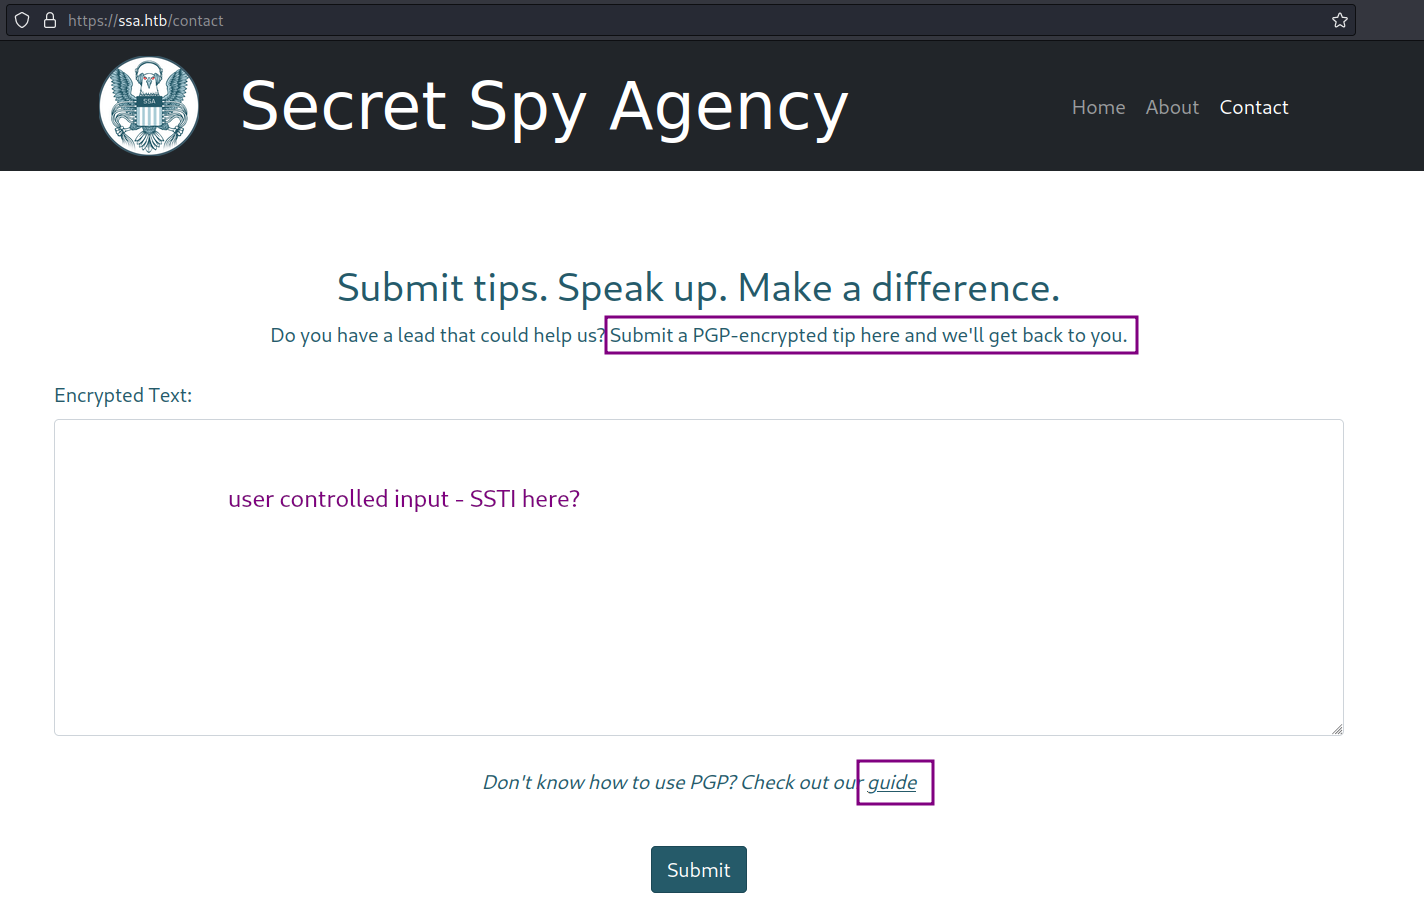 https://ssa.htb/contact
SSA
Secret Spy Agency
Home About Contact
Submit tips. Speak up. Make a difference.
Do you have a lead that could help us? Submit a PGP-encrypted tip here and we'll get back to you.
Encrypted Text:
user controlled input - SSTI here?
Don't know how to use PGP? Check out our guide
Submit